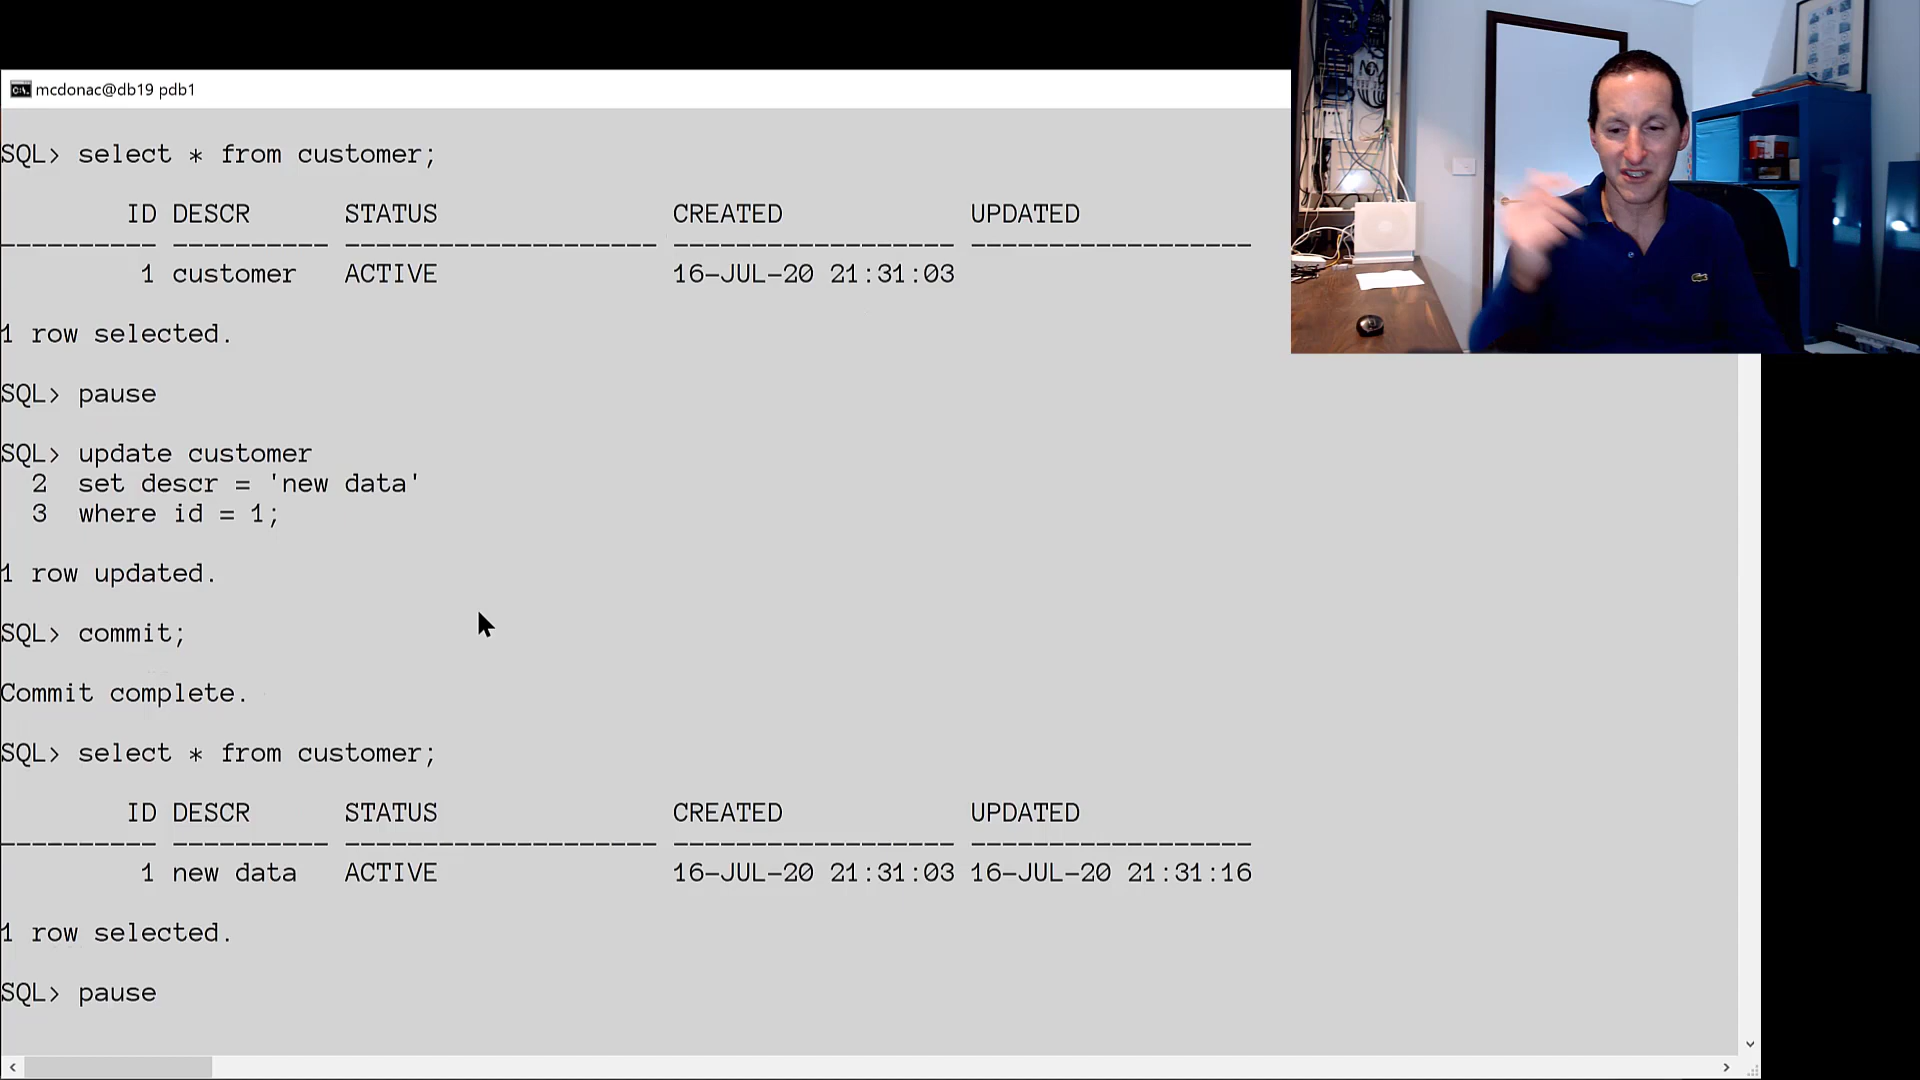 mcdonac@db19 pdb1
SQL> select * from customer;
ID DESCR STATUS CREATED UPDATED
---------- ---------- -------------------- ------------------ ------------------
1 customer ACTIVE 16-JUL-20 21:31:03
1 row selected.
SQL> pause
SQL> update customer
2 set descr = 'new data'
3 where id = 1;
1 row updated.
SQL> commit;
Commit complete.
SQL> select * from customer;
ID DESCR STATUS CREATED UPDATED
---------- ---------- -------------------- ------------------ ------------------
1 new data ACTIVE 16-JUL-20 21:31:03 16-JUL-20 21:31:16
1 row selected.
SQL> pause